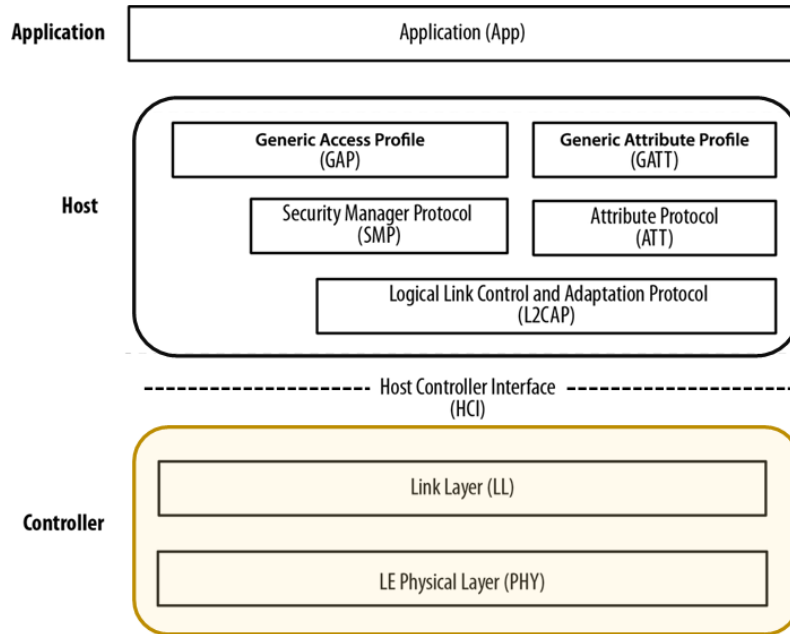 Application
Application (App)
Generic Access Profile
(GAP)
Generic Attribute Profile
(GATT)
Host
Security Manager Protocol
(SMP)
Attribute Protocol
(ATT)
Logical Link Control and Adaptation Protocol
(L2CAP)
Host Controller Interface
(HCI)
Link Layer (LL)
Controller
LE Physical Layer (PHY)